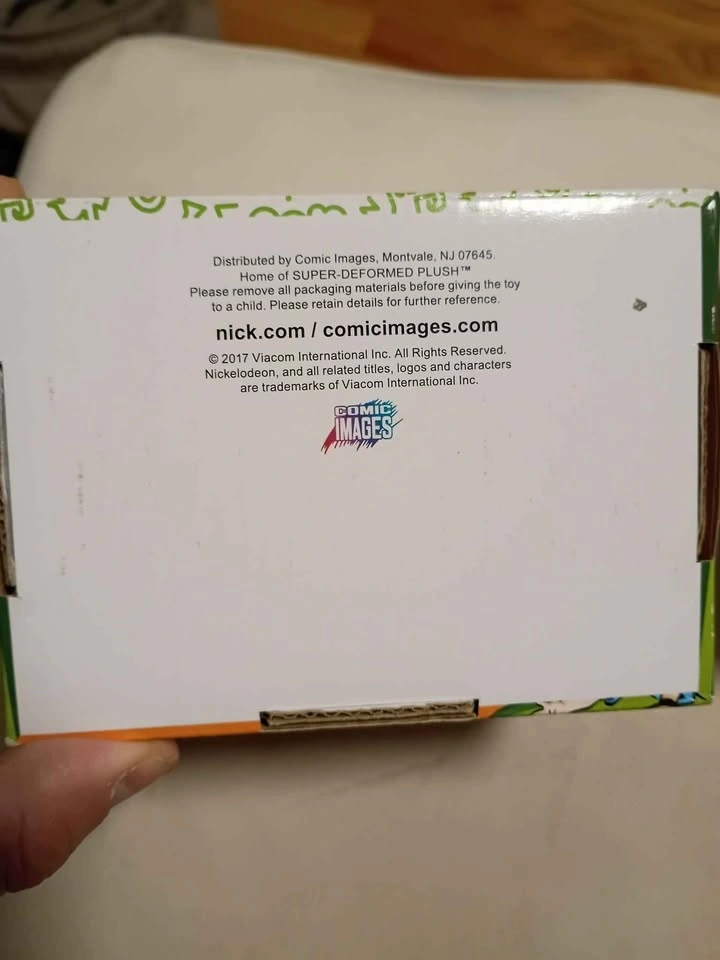 Distributed by Comic Images, Montvale, NJ 07645.
Home of SUPER-DEFORMED PLUSH™
Please remove all packaging materials before giving the toy
to a child. Please retain details for further reference.
nick.com / comicimages.com
© 2017 Viacom International Inc. All Rights Reserved.
Nickelodeon, and all related titles, logos and characters
are trademarks of Viacom International Inc.
COMIC
IMAGES